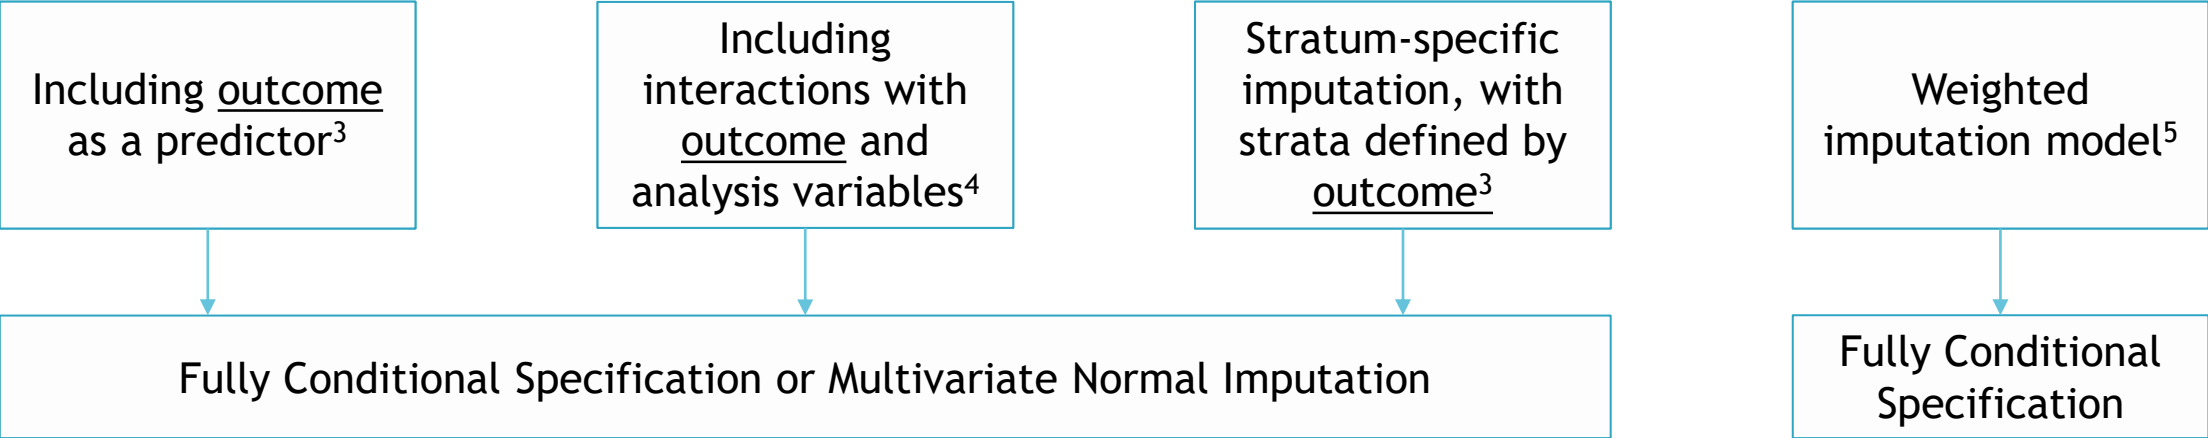 Including outcome
as a predictor³
Including
interactions with
outcome and
analysis variables⁴
Stratum-specific
imputation, with
strata defined by
outcome³
Weighted
imputation model⁵
Fully Conditional Specification or Multivariate Normal Imputation
Fully Conditional
Specification